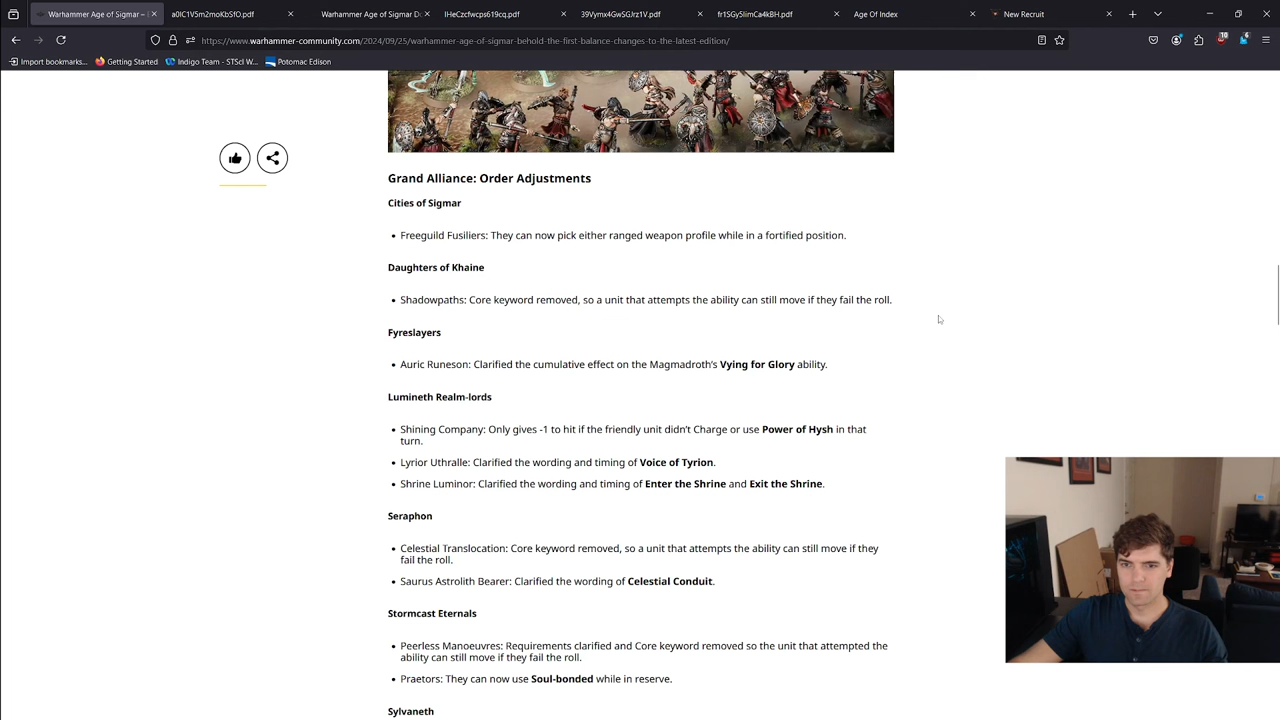 Warhammer Age of Sigmar –
a0IC1V5m2moKbSfO.pdf
Warhammer Age of Sigmar D
IHeCzcfwcps619cq.pdf
39Vymx4GwSGJrz1V.pdf
fr1SGy5limCa4kBH.pdf
Age Of Index
New Recruit
https://www.warhammer-community.com/2024/09/25/warhammer-age-of-sigmar-behold-the-first-balance-changes-to-the-latest-edition/
10
6
Import bookmarks...
Getting Started
Indigo Team - STScI W...
Potomac Edison
Grand Alliance: Order Adjustments
Cities of Sigmar
• Freeguild Fusiliers: They can now pick either ranged weapon profile while in a fortified position.
Daughters of Khaine
• Shadowpaths: Core keyword removed, so a unit that attempts the ability can still move if they fail the roll.
Fyreslayers
• Auric Runeson: Clarified the cumulative effect on the Magmadroth's Vying for Glory ability.
Lumineth Realm-lords
• Shining Company: Only gives -1 to hit if the friendly unit didn't Charge or use Power of Hysh in that
turn.
• Lyrior Uthralle: Clarified the wording and timing of Voice of Tyrion.
• Shrine Luminor: Clarified the wording and timing of Enter the Shrine and Exit the Shrine.
Seraphon
• Celestial Translocation: Core keyword removed, so a unit that attempts the ability can still move if they
fail the roll.
• Saurus Astrolith Bearer: Clarified the wording of Celestial Conduit.
Stormcast Eternals
• Peerless Manoeuvres: Requirements clarified and Core keyword removed so the unit that attempted the
ability can still move if they fail the roll.
• Praetors: They can now use Soul-bonded while in reserve.
Sylvaneth